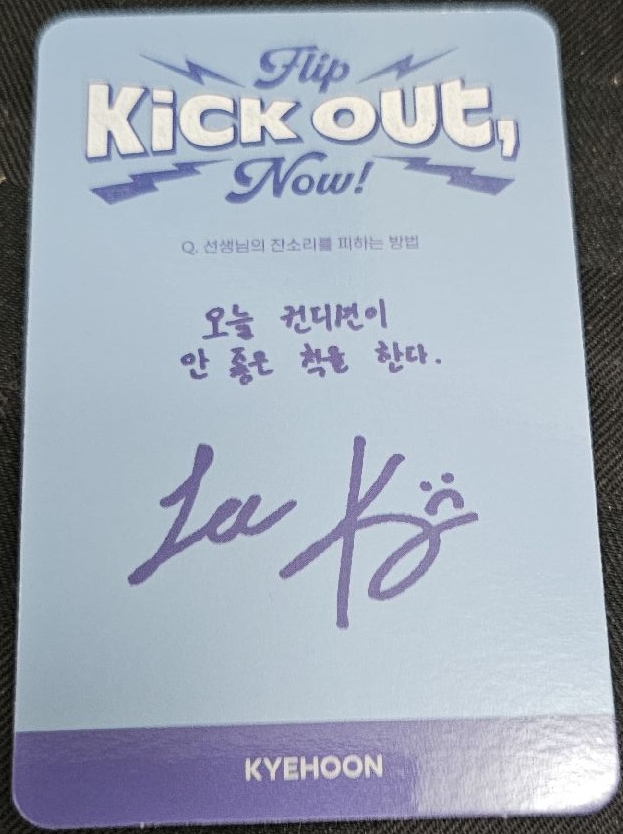 Flip
Kick out,
Now!
Q. 선생님의 잔소리를 피하는 방법
오늘 컨디션이
안 좋은 척을 한다.
Lee K
KYEHOON